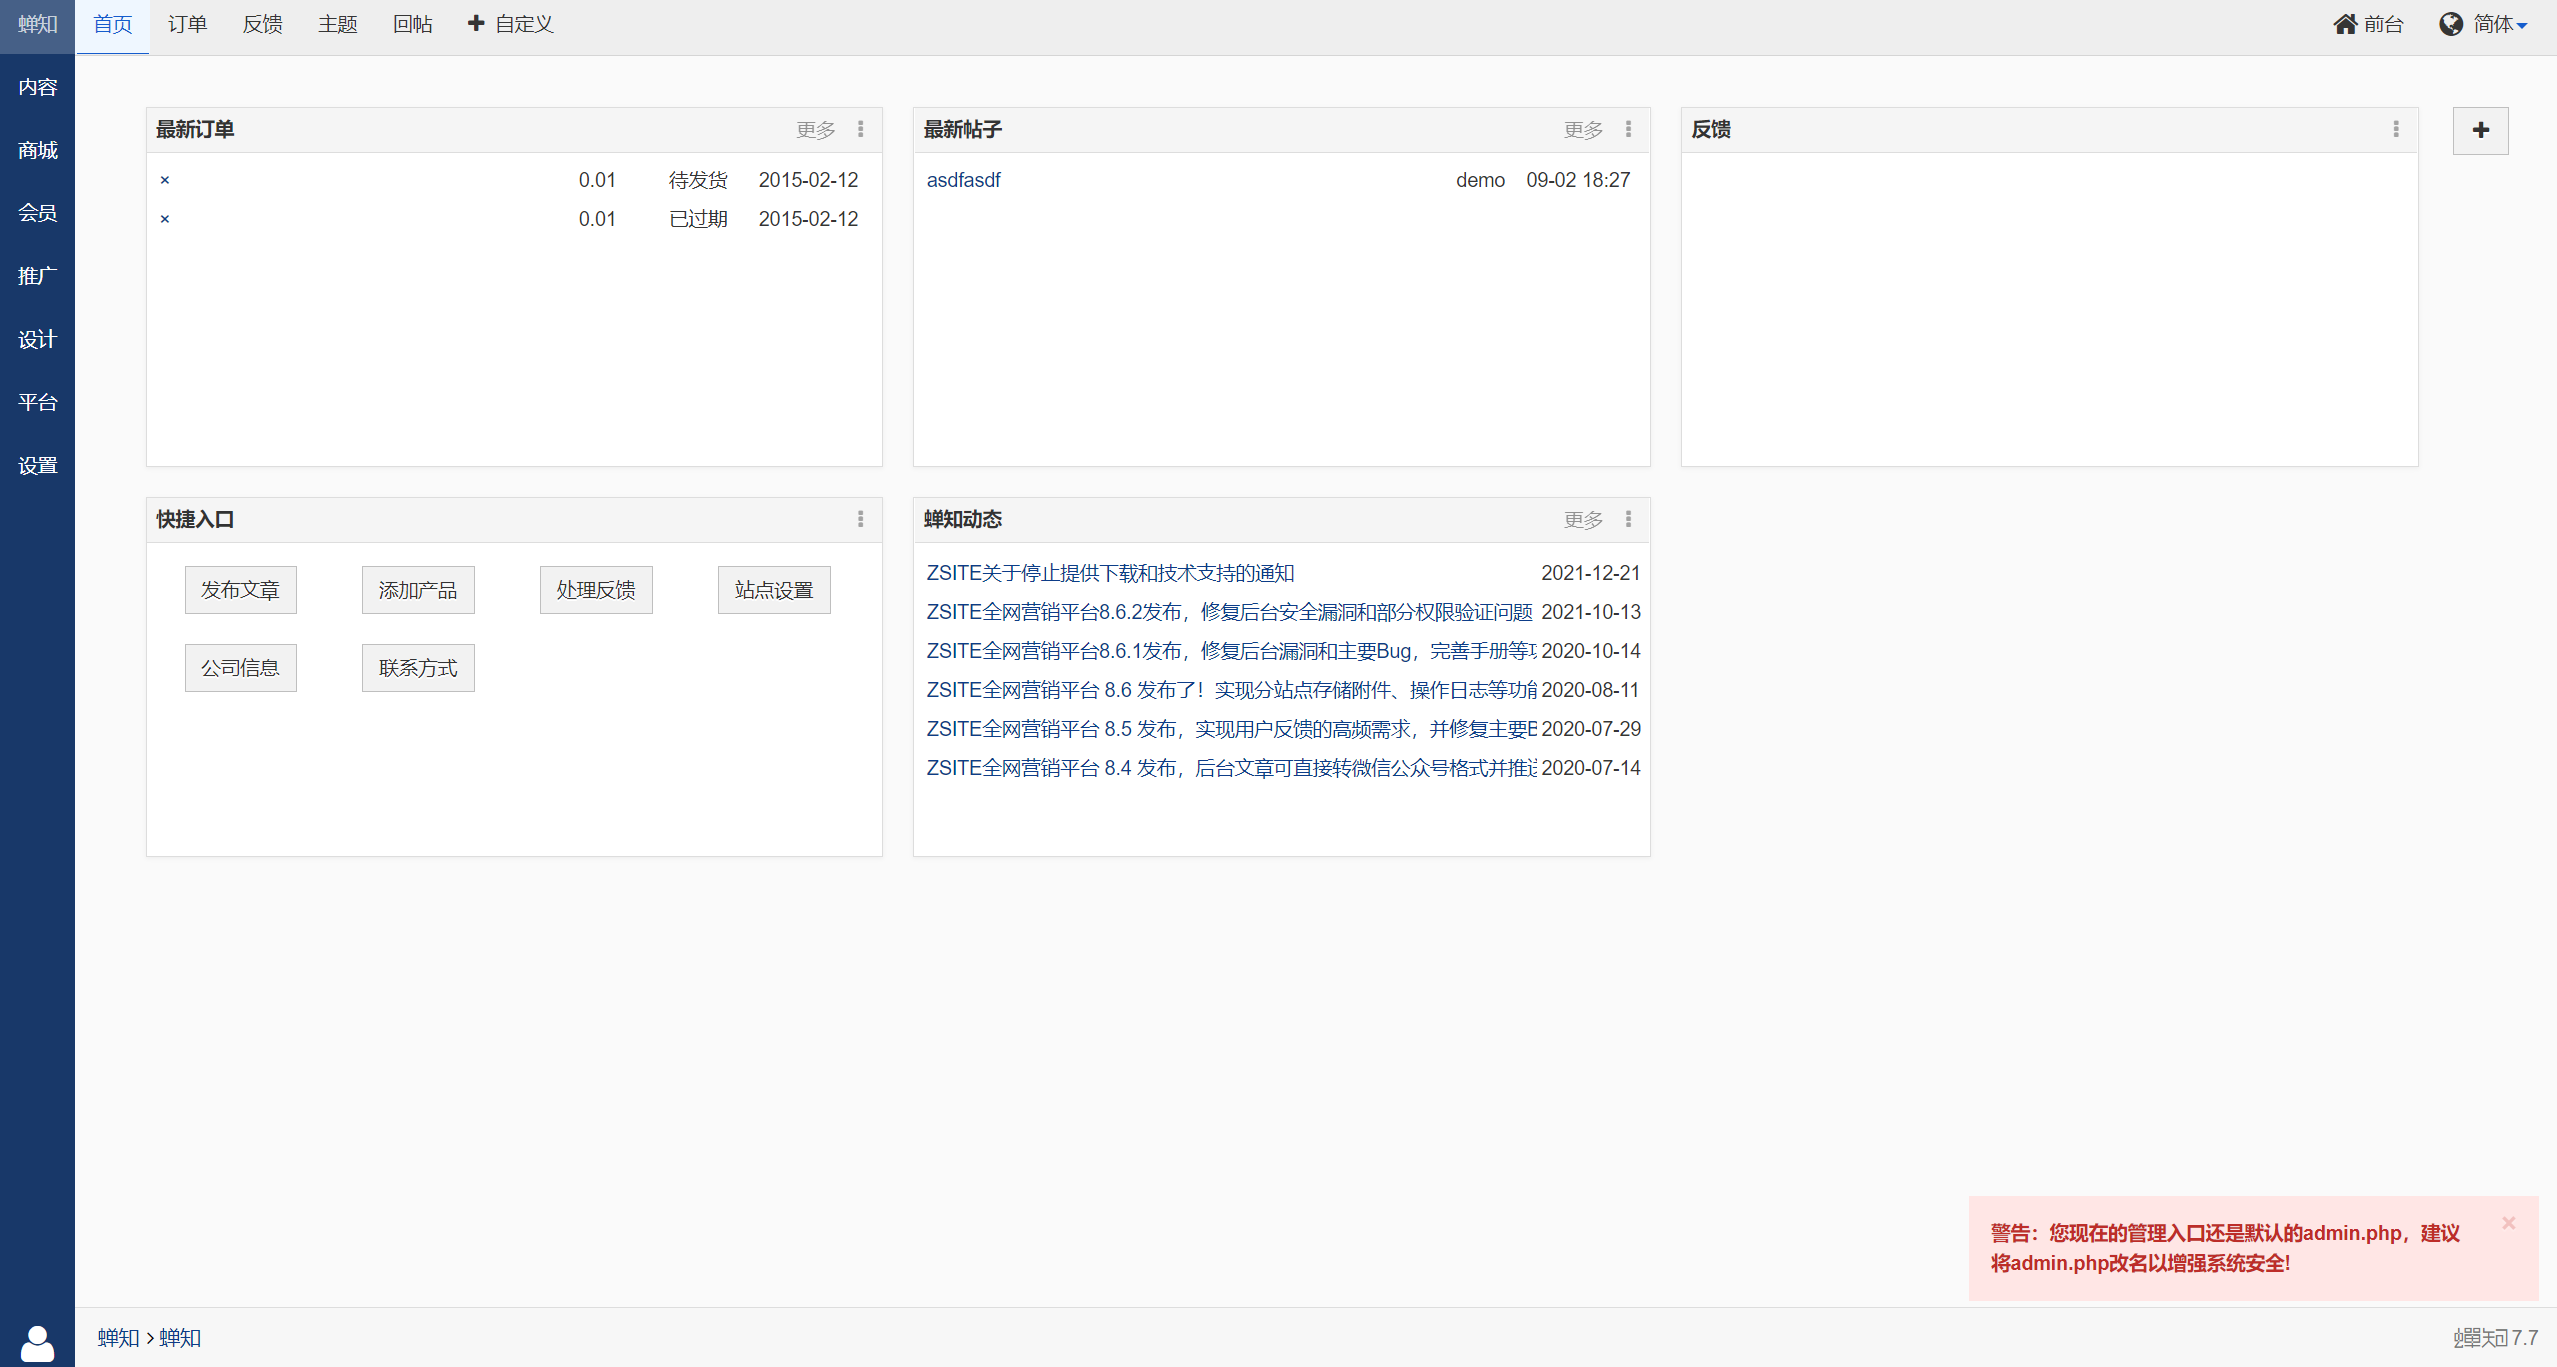 蝉知 首页 订单 反馈 主题 回帖 自定义 前台 简体
内容
商城
会员
推广
设计
平台
设置
最新订单 更多
× 0.01 待发货 2015-02-12
× 0.01 已过期 2015-02-12
最新帖子 更多
asdfasdf demo 09-02 18:27
反馈
快捷入口
发布文章 添加产品 处理反馈 站点设置
公司信息 联系方式
蝉知动态 更多
ZSITE关于停止提供下载和技术支持的通知 2021-12-21
ZSITE全网营销平台8.6.2发布，修复后台安全漏洞和部分权限验证问题 2021-10-13
ZSITE全网营销平台8.6.1发布，修复后台漏洞和主要Bug，完善手册等 2020-10-14
ZSITE全网营销平台 8.6 发布了！实现分站点存储附件、操作日志等功能 2020-08-11
ZSITE全网营销平台 8.5 发布，实现用户反馈的高频需求，并修复主要B 2020-07-29
ZSITE全网营销平台 8.4 发布，后台文章可直接转微信公众号格式并推送 2020-07-14
警告：您现在的管理入口还是默认的admin.php，建议
将admin.php改名以增强系统安全!
×
蝉知 > 蝉知
蝉知 7.7